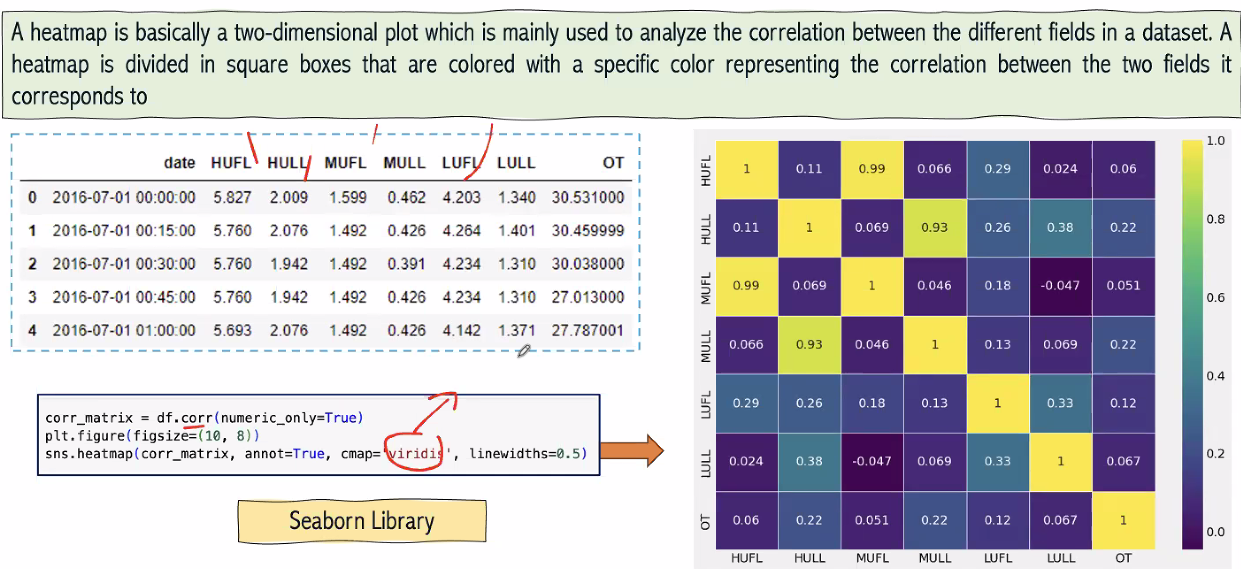 A heatmap is basically a two-dimensional plot which is mainly used to analyze the correlation between the different fields in a dataset. A
heatmap is divided in square boxes that are colored with a specific color representing the correlation between the two fields it
corresponds to
date HUFL HULL MUFL MULL LUFL LULL OT
0 2016-07-01 00:00:00 5.827 2.009 1.599 0.462 4.203 1.340 30.531000
1 2016-07-01 00:15:00 5.760 2.076 1.492 0.426 4.264 1.401 30.459999
2 2016-07-01 00:30:00 5.760 1.942 1.492 0.391 4.234 1.310 30.038000
3 2016-07-01 00:45:00 5.760 1.942 1.492 0.426 4.234 1.310 27.013000
4 2016-07-01 01:00:00 5.693 2.076 1.492 0.426 4.142 1.371 27.787001
corr_matrix = df.corr(numeric_only=True)
plt.figure(figsize=(10, 8))
sns.heatmap(corr_matrix, annot=True, cmap='viridis', linewidths=0.5)
Seaborn Library
HUFL 1 0.11 0.99 0.066 0.29 0.024 0.06
HULL 0.11 1 0.069 0.93 0.26 0.38 0.22
MUFL 0.99 0.069 1 0.046 0.18 -0.047 0.051
MULL 0.066 0.93 0.046 1 0.13 0.069 0.22
LUFL 0.29 0.26 0.18 0.13 1 0.33 0.12
LULL 0.024 0.38 -0.047 0.069 0.33 1 0.067
OT 0.06 0.22 0.051 0.22 0.12 0.067 1
HUFL HULL MUFL MULL LUFL LULL OT
1.0
0.8
0.6
0.4
0.2
0.0